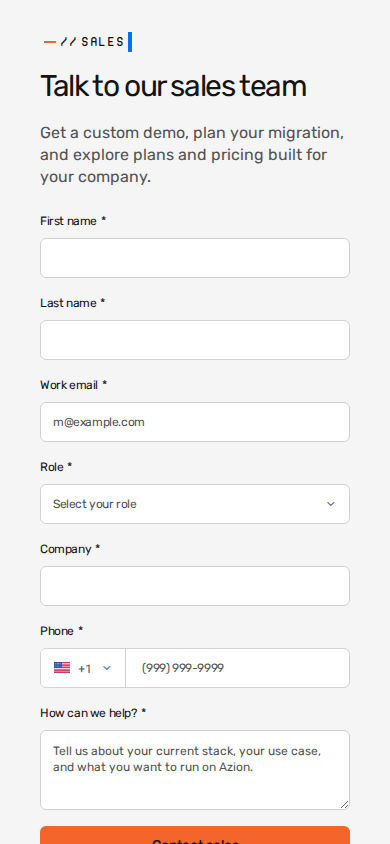 // SALES
Talk to our sales team
Get a custom demo, plan your migration,
and explore plans and pricing built for
your company.
First name *
Last name *
Work email *
m@example.com
Role *
Select your role
Company *
Phone *
+1 (999) 999-9999
How can we help? *
Tell us about your current stack, your use case,
and what you want to run on Azion.
Contact sales